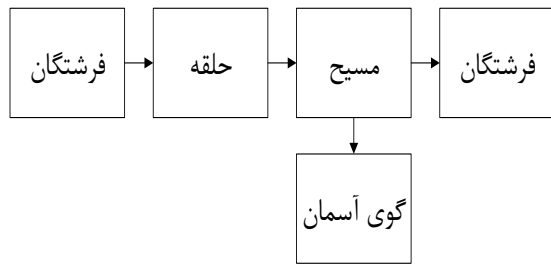 فرشتگان
حلقه
مسیح
فرشتگان
گوی آسمان